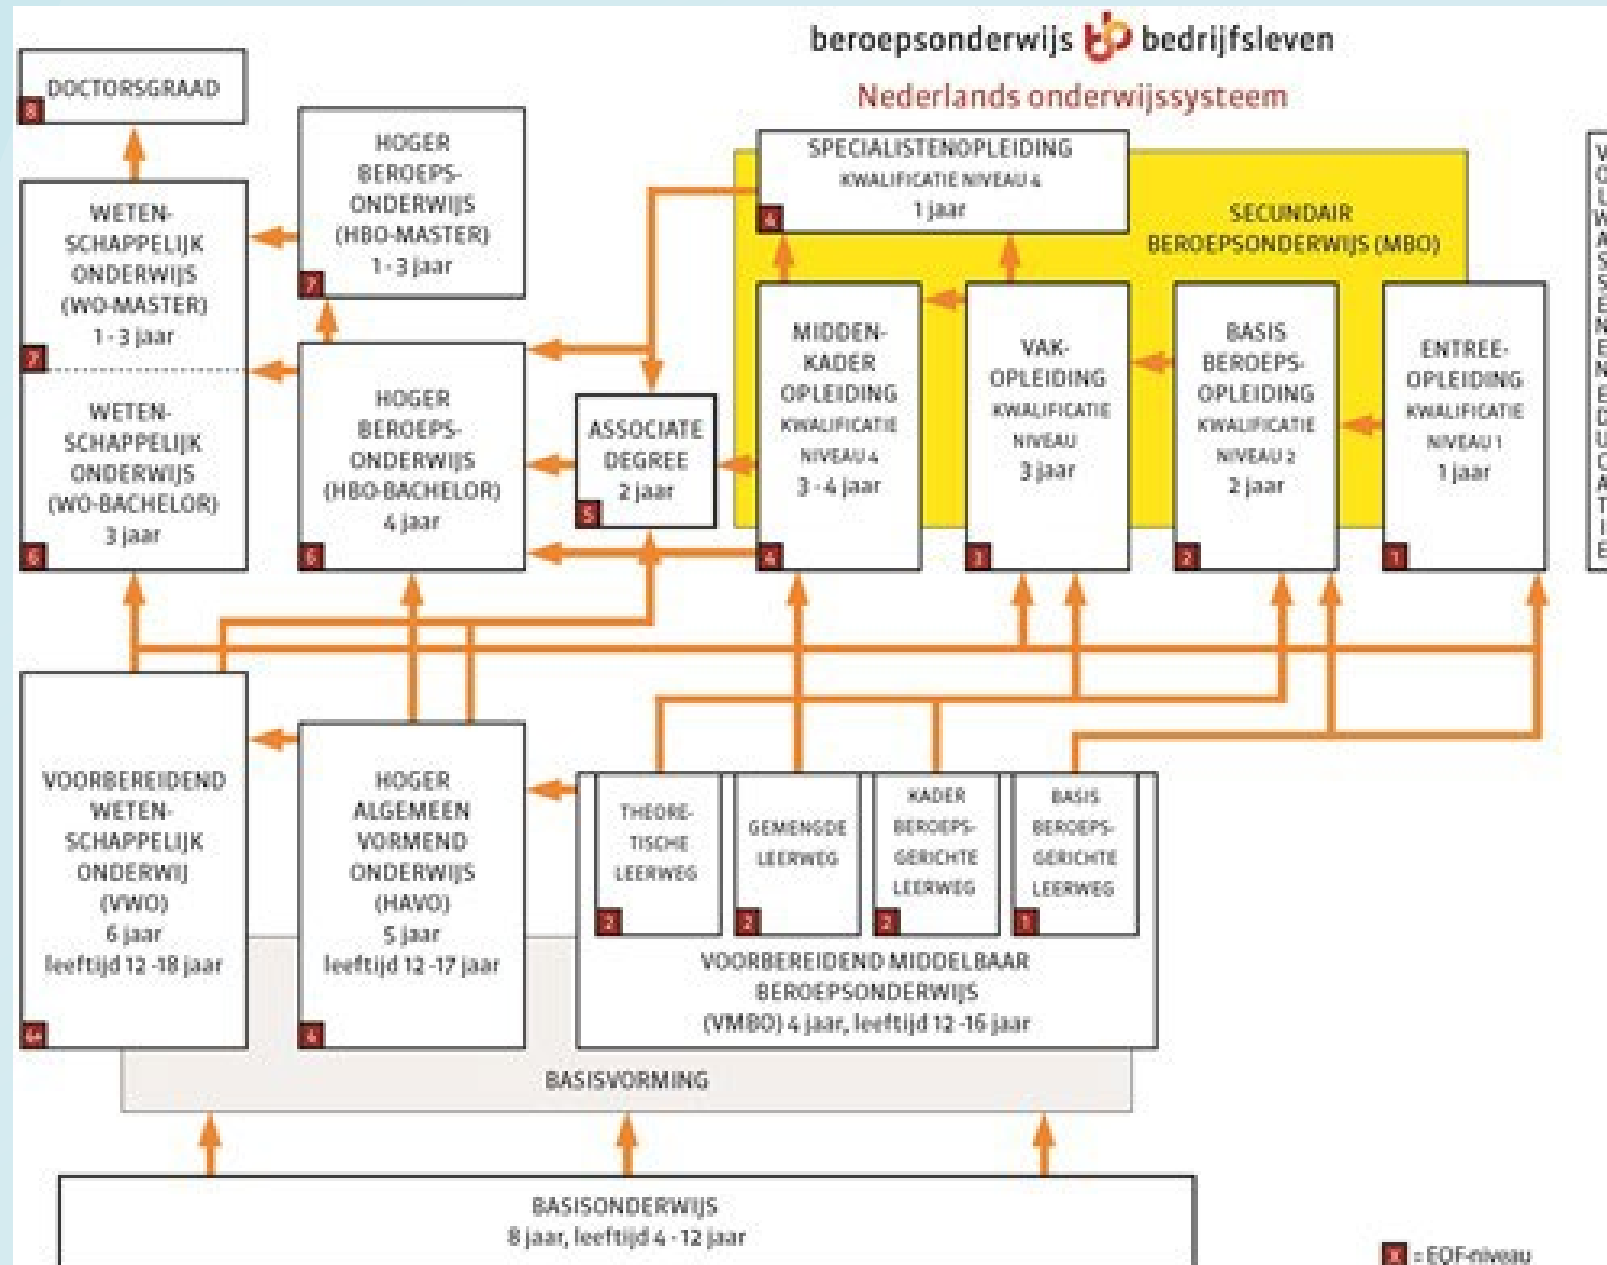 beroepsonderwijs bedrijfsleven
Nederlands onderwijssysteem
DOCTORSGRAAD
8
WETEN-
SCHAPPELIJK
ONDERWIJS
(WO-MASTER)
1 - 3 jaar
7
WETEN-
SCHAPPELIJK
ONDERWIJS
(WO-BACHELOR)
3 jaar
6
HOGER
BEROEPS-
ONDERWIJS
(HBO-MASTER)
1 - 3 jaar
7
HOGER
BEROEPS-
ONDERWIJS
(HBO-BACHELOR)
4 jaar
6
ASSOCIATE
DEGREE
2 jaar
5
SPECIALISTENOPLEIDING
KWALIFICATIE NIVEAU 4
1 jaar
4
SECUNDAIR
BEROEPSONDERWIJS (MBO)
MIDDEN-
KADER
OPLEIDING
KWALIFICATIE
NIVEAU 4
3 - 4 jaar
4
VAK-
OPLEIDING
KWALIFICATIE
NIVEAU
3 jaar
3
BASIS
BEROEPS-
OPLEIDING
KWALIFICATIE
NIVEAU 2
2 jaar
2
ENTREE-
OPLEIDING
KWALIFICATIE
NIVEAU 1
1 jaar
1
V
O
L
W
A
S
S
E
N
E
N
E
D
U
C
A
T
I
E
VOORBEREIDEND
WETEN-
SCHAPPELIJK
ONDERWIJ
(VWO)
6 jaar
leeftijd 12 -18 jaar
4+
HOGER
ALGEMEEN
VORMEND
ONDERWIJS
(HAVO)
5 jaar
leeftijd 12 -17 jaar
4
THEORE-
TISCHE
LEERWEG
2
GEMENGDE
LEERWEG
2
KADER
BEROEPS-
GERICHTE
LEERWEG
2
BASIS
BEROEPS-
GERICHTE
LEERWEG
1
VOORBEREIDEND MIDDELBAAR
BEROEPSONDERWIJS
(VMBO) 4 jaar, leeftijd 12 -16 jaar
BASISVORMING
BASISONDERWIJS
8 jaar, leeftijd 4 - 12 jaar
X = EQF-niveau